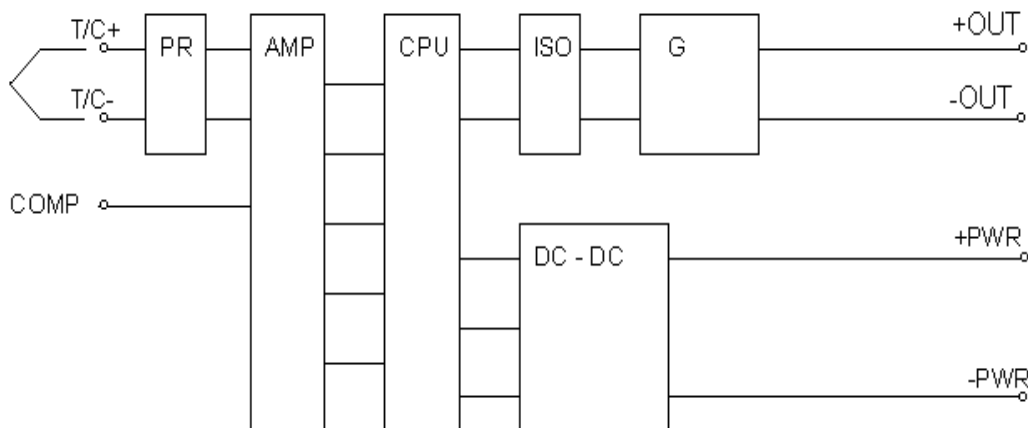 T/C+
PR
AMP
CPU
ISO
G
+OUT
T/C-
-OUT
COMP
DC - DC
+PWR
-PWR